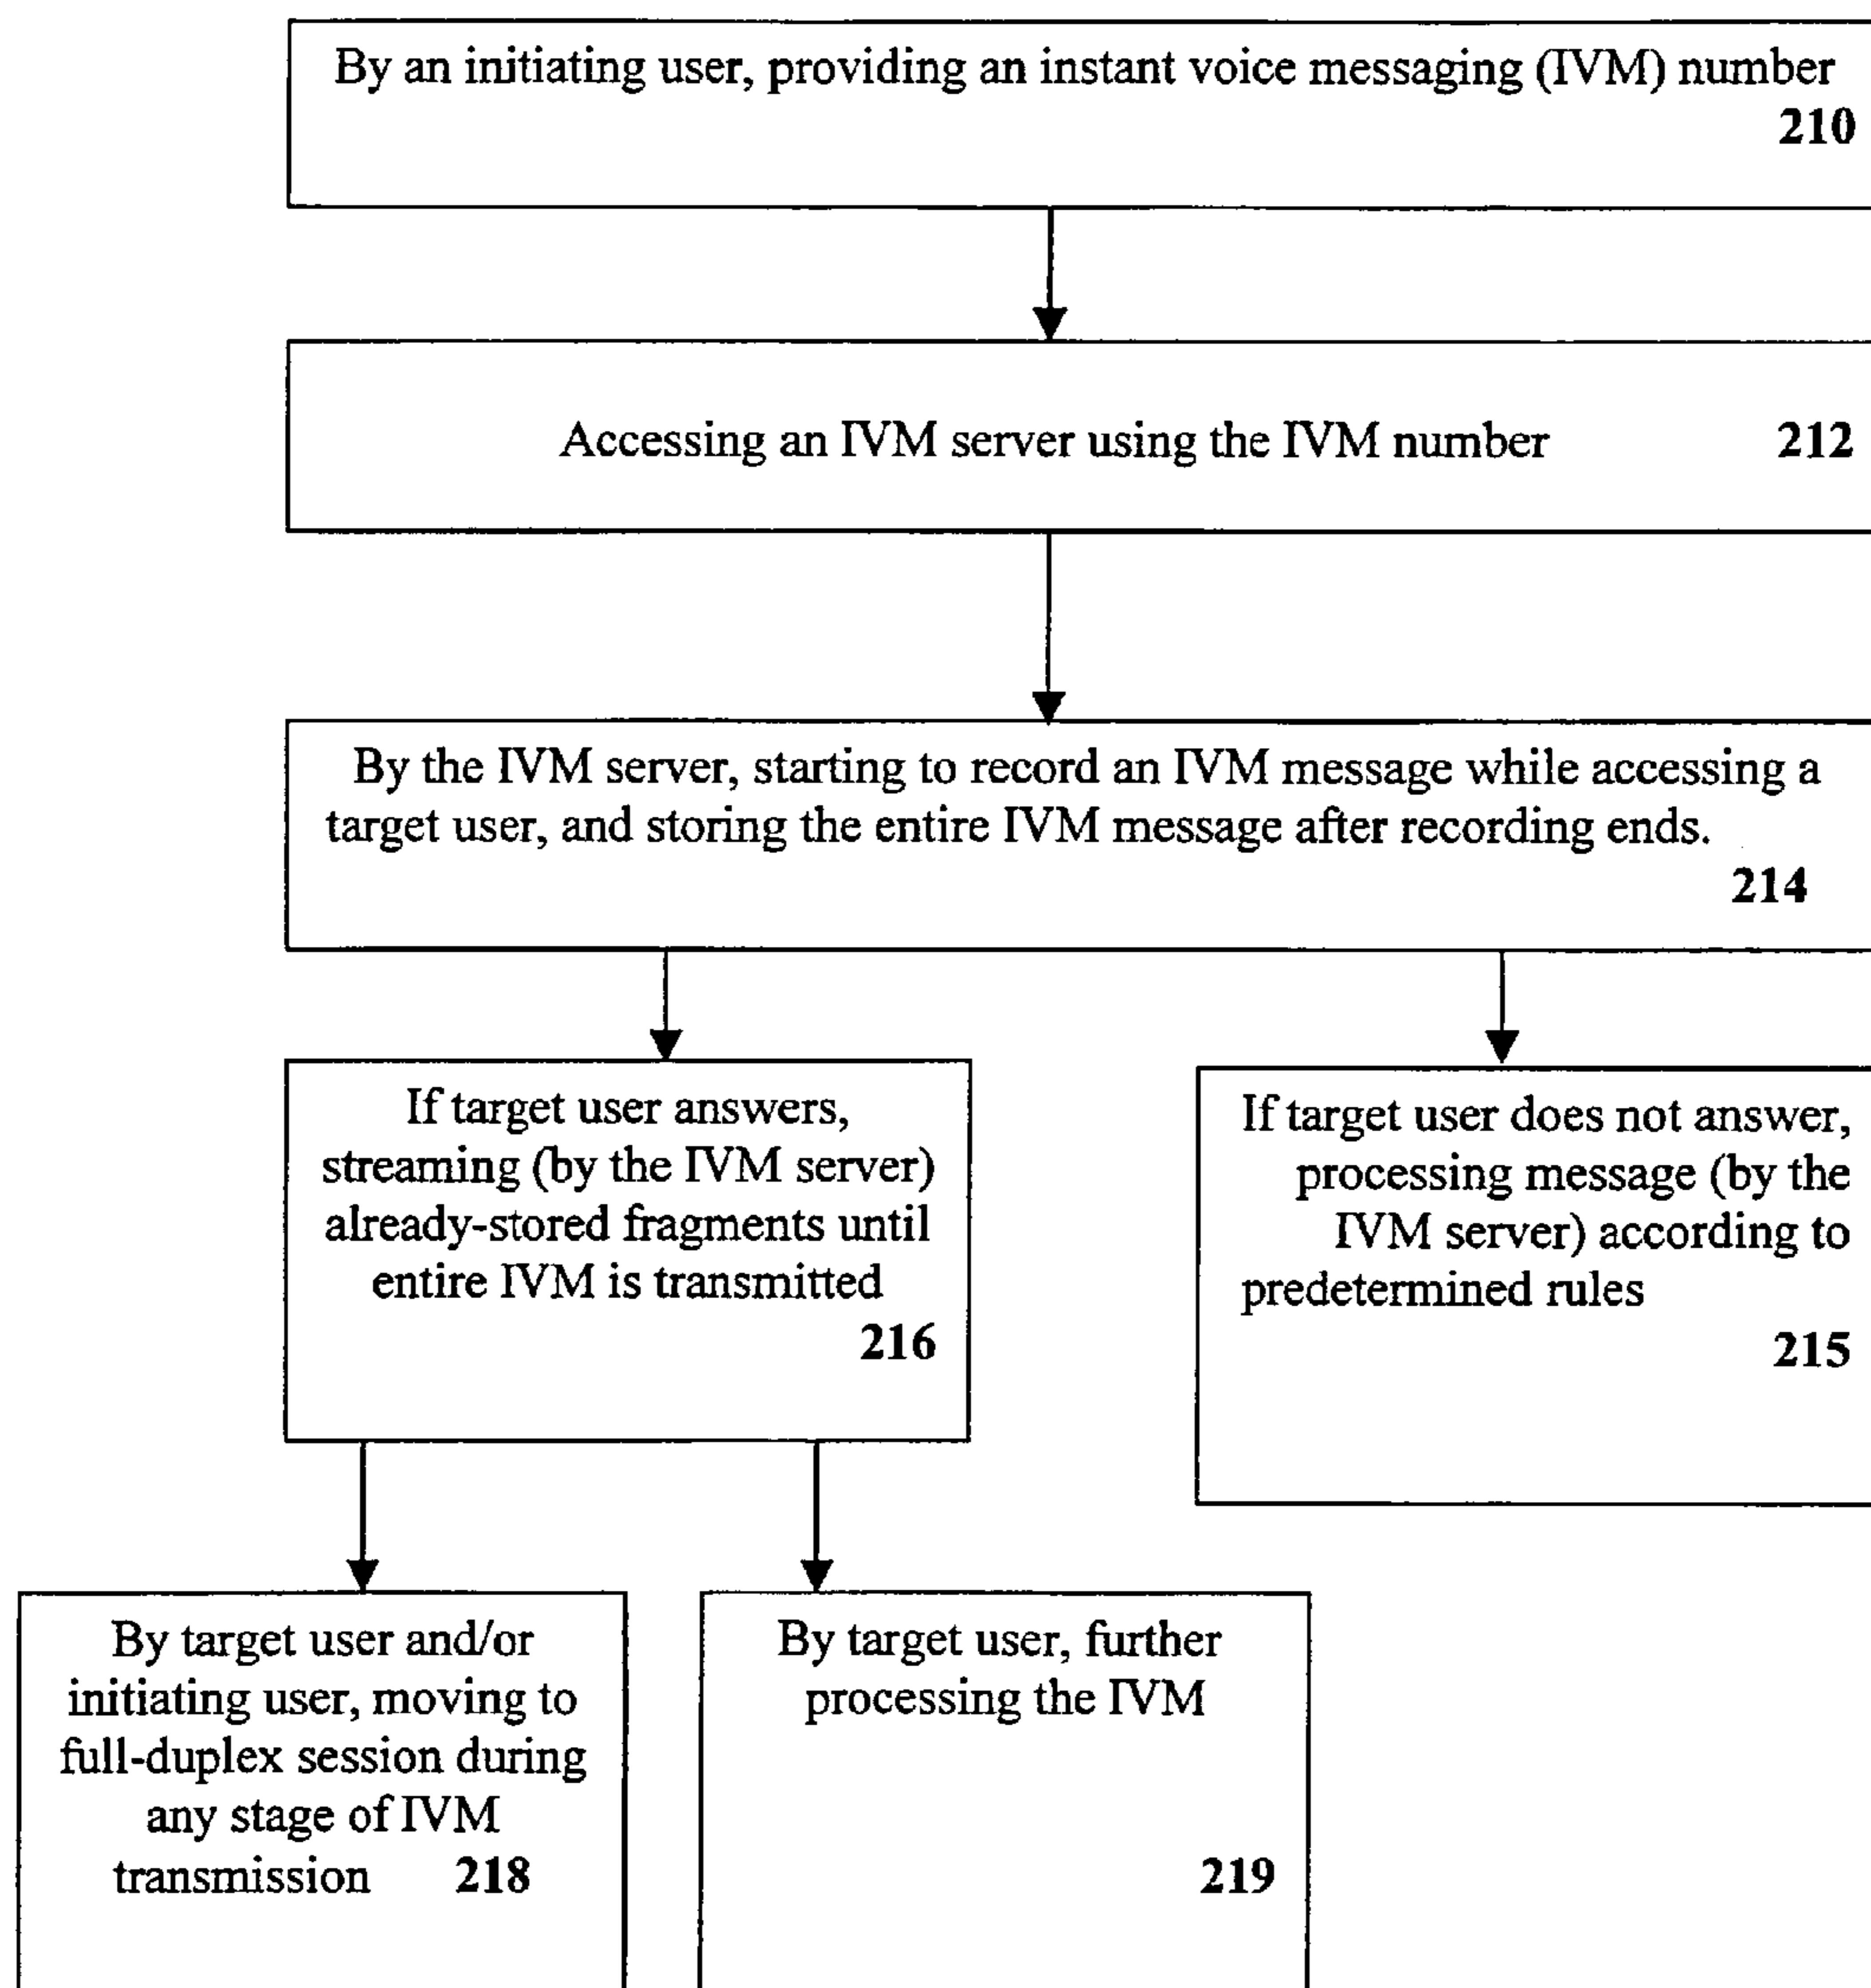 By an initiating user, providing an instant voice messaging (IVM) number
210
Accessing an IVM server using the IVM number 212
By the IVM server, starting to record an IVM message while accessing a
target user, and storing the entire IVM message after recording ends.
214
If target user answers,
streaming (by the IVM server)
already-stored fragments until
entire IVM is transmitted
216
If target user does not answer,
processing message (by the
IVM server) according to
predetermined rules
215
By target user and/or
initiating user, moving to
full-duplex session during
any stage of IVM
transmission 218
By target user, further
processing the IVM
219